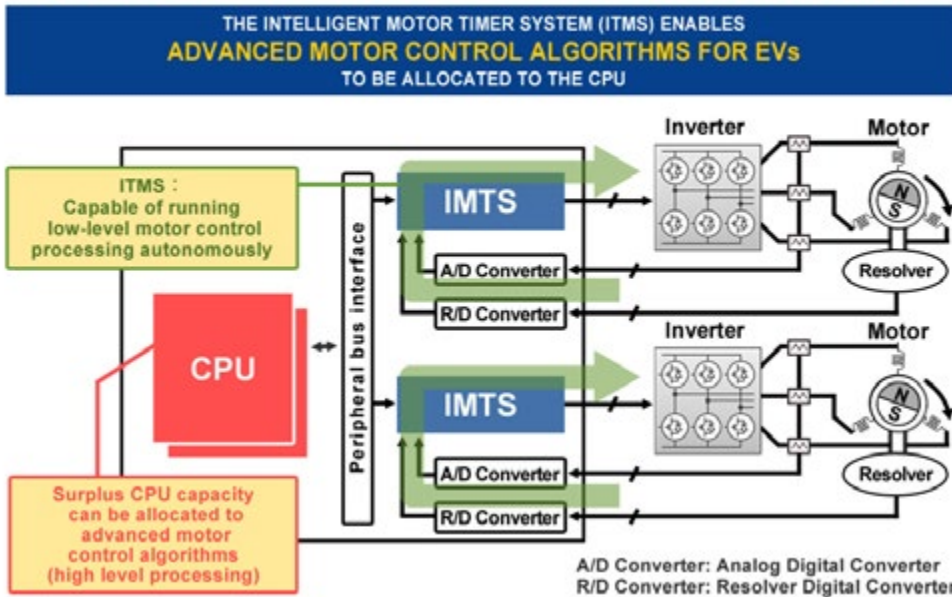 THE INTELLIGENT MOTOR TIMER SYSTEM (ITMS) ENABLES
ADVANCED MOTOR CONTROL ALGORITHMS FOR EVs
TO BE ALLOCATED TO THE CPU
ITMS :
Capable of running
low-level motor control
processing autonomously
CPU
Surplus CPU capacity
can be allocated to
advanced motor
control algorithms
(high level processing)
Peripheral bus interface
IMTS
A/D Converter
R/D Converter
Inverter
Motor
N
S
Resolver
IMTS
A/D Converter
R/D Converter
Inverter
Motor
N
S
Resolver
A/D Converter: Analog Digital Converter
R/D Converter: Resolver Digital Converter